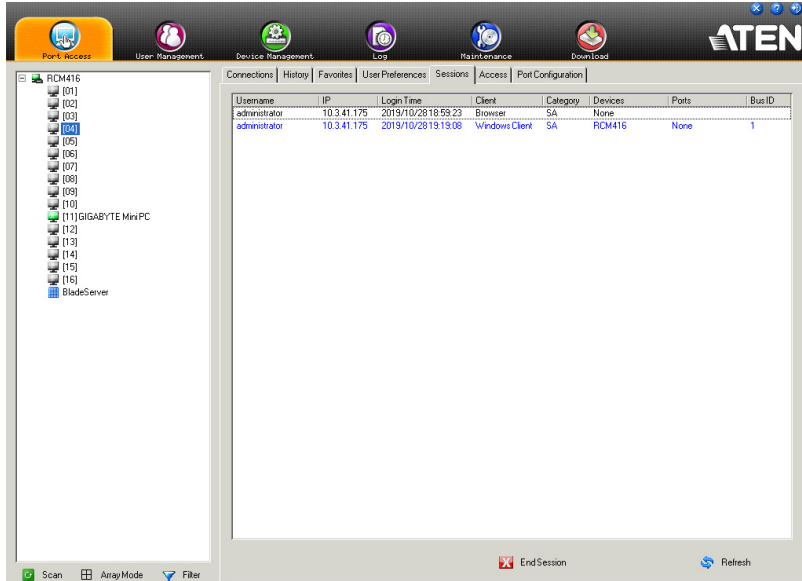 ATEN
Port Access
User Management
Device Management
Log
Maintenance
Download
RCM416
[01]
[02]
[03]
[04]
[05]
[06]
[07]
[08]
[09]
[10]
[11]GIGABYTE Mini PC
[12]
[13]
[14]
[15]
[16]
BladeServer
Scan
Array Mode
Filter
Connections History Favorites User Preferences Sessions Access Port Configuration
Username IP Login Time Client Category Devices Ports Bus ID
administrator 10.3.41.175 2019/10/28 18:59:23 Browser SA None
administrator 10.3.41.175 2019/10/28 19:19:08 Windows Client SA RCM416 None 1
End Session
Refresh